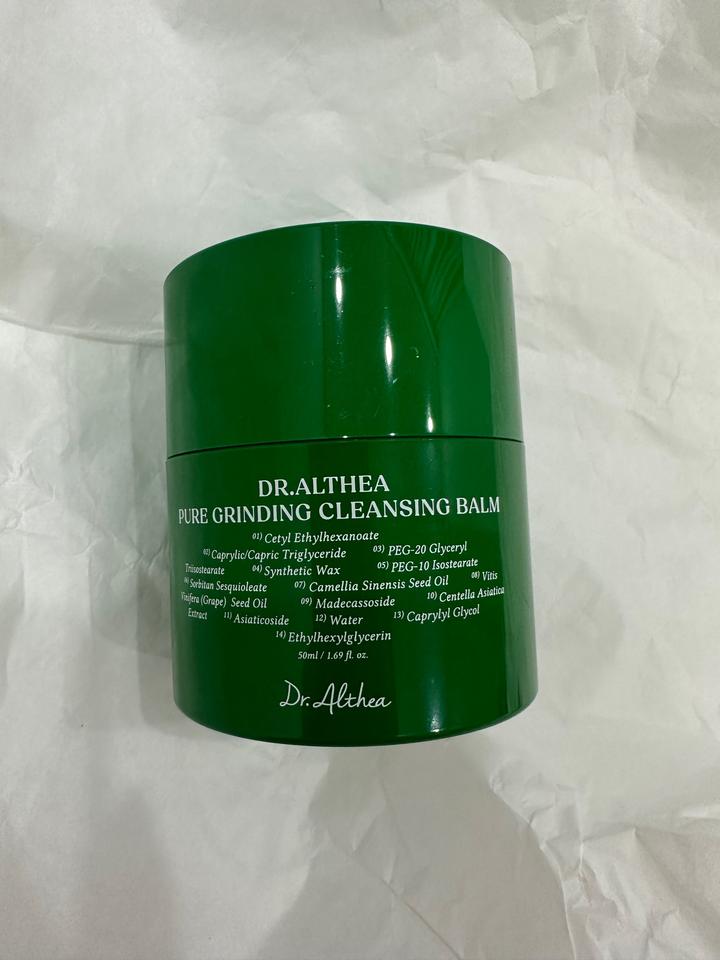 DR.ALTHEA
PURE GRINDING CLEANSING BALM
01) Cetyl Ethylhexanoate
02) Caprylic/Capric Triglyceride 03) PEG-20 Glyceryl
Triisostearate 04) Synthetic Wax 05) PEG-10 Isostearate
06) Sorbitan Sesquioleate 07) Camellia Sinensis Seed Oil 08) Vitis
Vinifera (Grape) Seed Oil 09) Madecassoside 10) Centella Asiatica
Extract 11) Asiaticoside 12) Water 13) Caprylyl Glycol
14) Ethylhexylglycerin
50ml / 1.69 fl. oz.
Dr. Althea